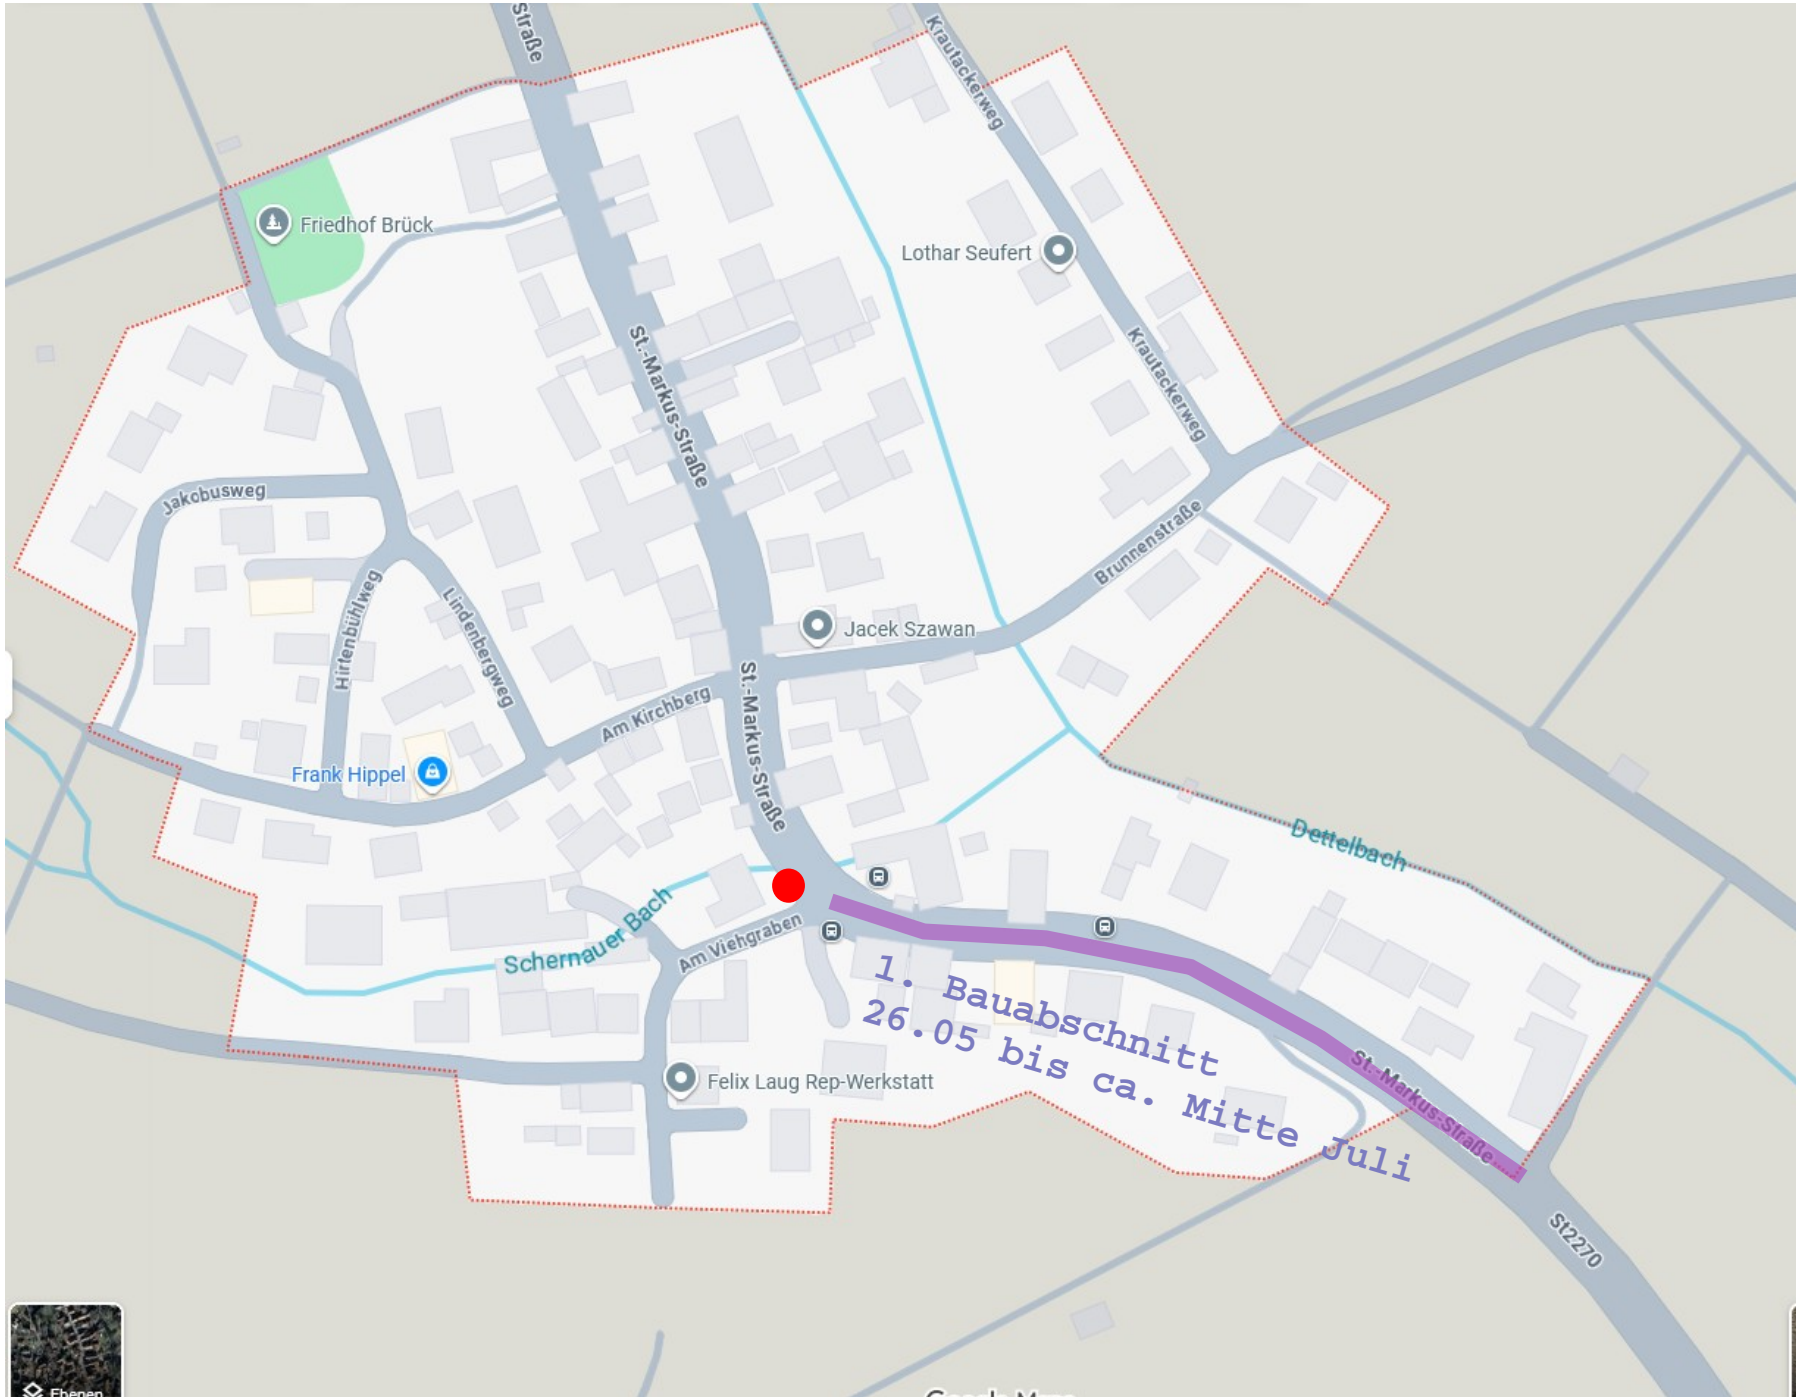 Straße
Krautackerweg
Friedhof Brück
Lothar Seufert
St.-Markus-Straße
Krautackerweg
Jakobusweg
Brunnenstraße
Hirtenbühlweg
Lindenbergweg
Jacek Szawan
Am Kirchberg
St.-Markus-Straße
Frank Hippel
Dettelbach
Schernauer Bach
Am Viehgraben
1. Bauabschnitt
26.05 bis ca. Mitte Juli
St.-Markus-Straße
Felix Laug Rep-Werkstatt
St2270
Ebenen